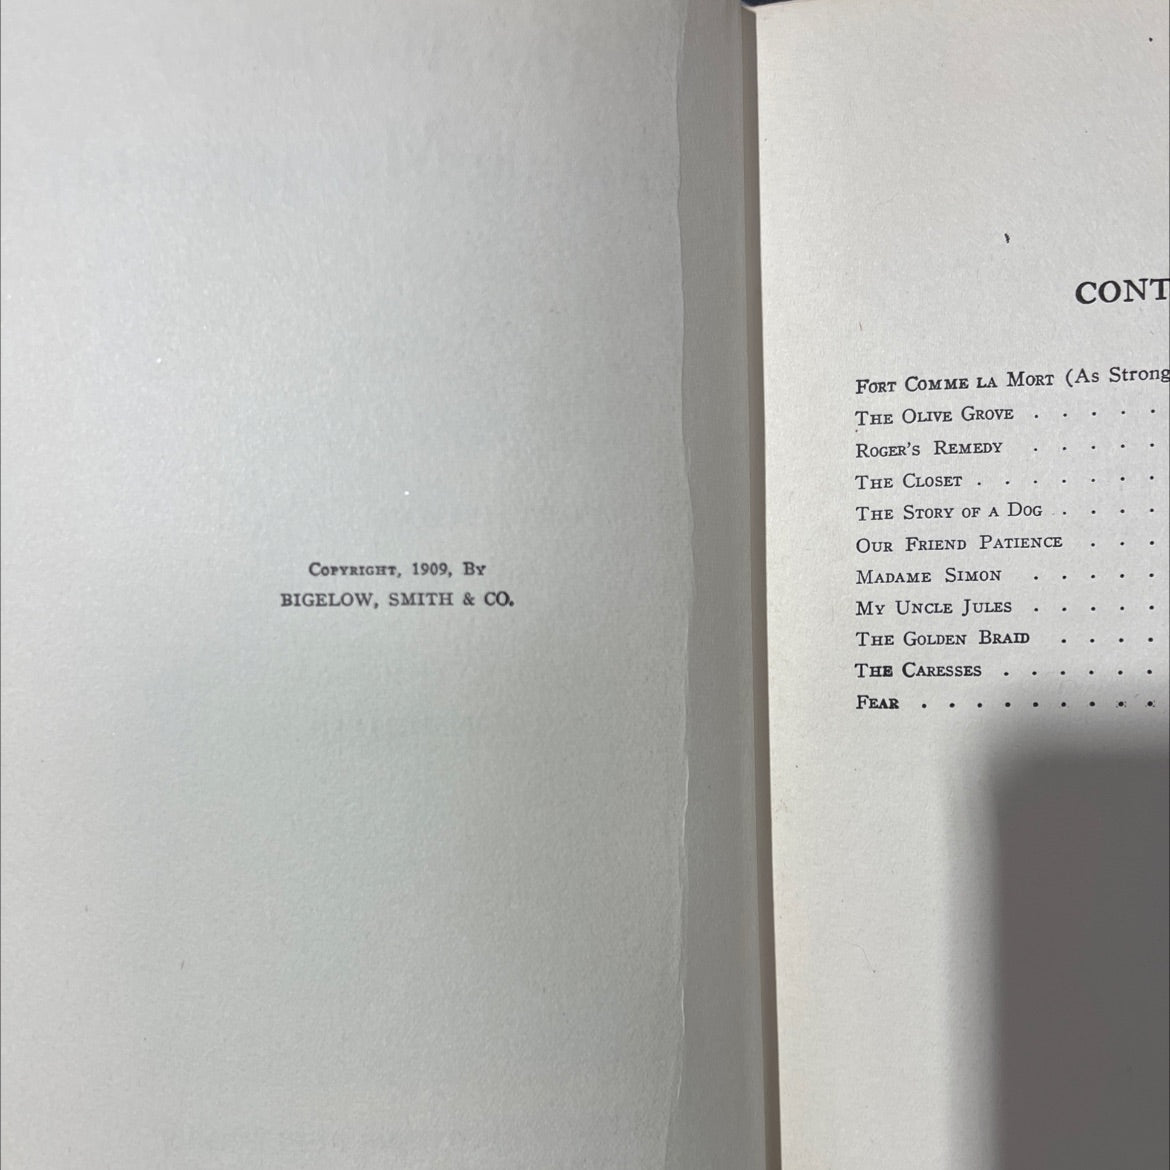 Copyright, 1909, By
BIGELOW, SMITH & CO.
CONT
Fort Comme la Mort (As Strong
The Olive Grove . . . . .
Roger's Remedy . . . . .
The Closet . . . . . . .
The Story of a Dog . . . .
Our Friend Patience . . .
Madame Simon . . . . .
My Uncle Jules . . . . .
The Golden Braid . . . .
The Caresses . . . . . .
Fear . . . . . . . . .